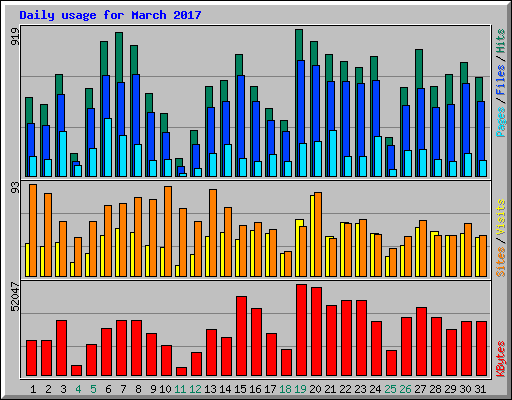 Daily usage for March 2017
919
Pages / Files / Hits
93
Sites / Visits
52047
KBytes
1 2 3 4 5 6 7 8 9 10 11 12 13 14 15 16 17 18 19 20 21 22 23 24 25 26 27 28 29 30 31